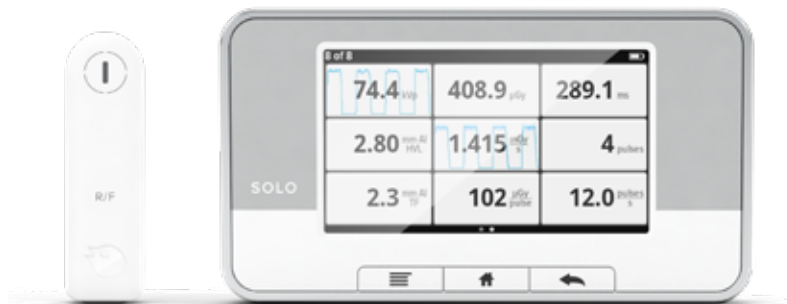 8 of 8
74.4 kVp 408.9 µGy 289.1 ms
2.80 mm Al HVL 1.415 mGy s 4 pulses
SOLO
R/F
2.3 mm Al TF 102 µGy pulse 12.0 pulses s